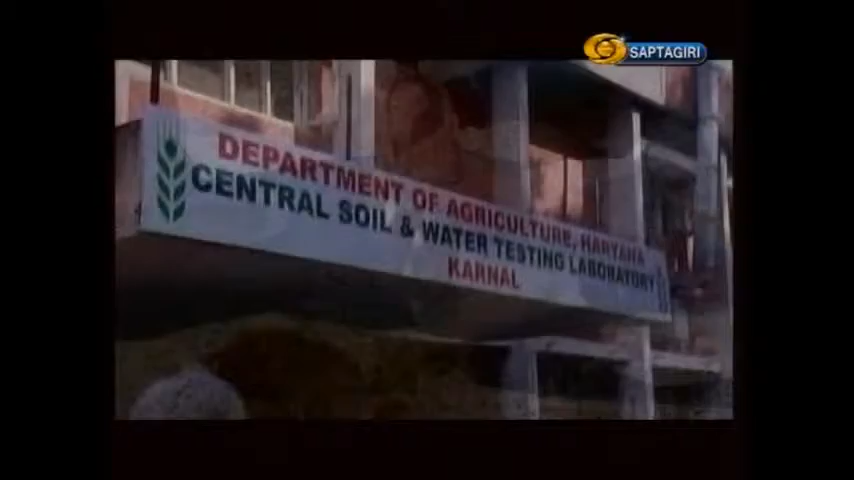 SAPTAGIRI
DEPARTMENT OF AGRICULTURE, HARYANA
CENTRAL SOIL & WATER TESTING LABORATORY
KARNAL